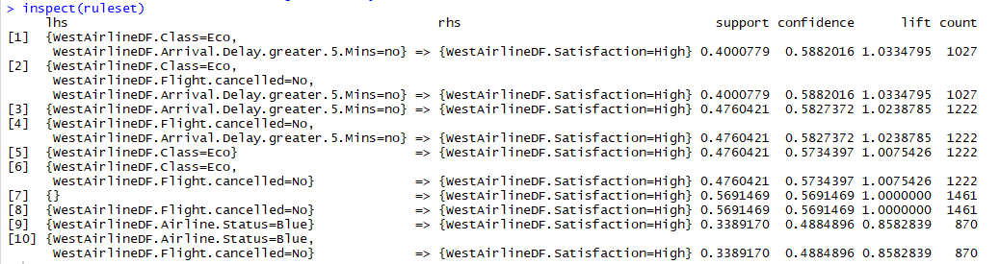 > inspect(ruleset)
lhs rhs support confidence lift count
[1] {WestAirlineDF.Class=Eco,
WestAirlineDF.Arrival.Delay.greater.5.Mins=no} => {WestAirlineDF.Satisfaction=High} 0.4000779 0.5882016 1.0334795 1027
[2] {WestAirlineDF.Class=Eco,
WestAirlineDF.Flight.cancelled=No,
WestAirlineDF.Arrival.Delay.greater.5.Mins=no} => {WestAirlineDF.Satisfaction=High} 0.4000779 0.5882016 1.0334795 1027
[3] {WestAirlineDF.Arrival.Delay.greater.5.Mins=no} => {WestAirlineDF.Satisfaction=High} 0.4760421 0.5827372 1.0238785 1222
[4] {WestAirlineDF.Flight.cancelled=No,
WestAirlineDF.Arrival.Delay.greater.5.Mins=no} => {WestAirlineDF.Satisfaction=High} 0.4760421 0.5827372 1.0238785 1222
[5] {WestAirlineDF.Class=Eco} => {WestAirlineDF.Satisfaction=High} 0.4760421 0.5734397 1.0075426 1222
[6] {WestAirlineDF.Class=Eco,
WestAirlineDF.Flight.cancelled=No} => {WestAirlineDF.Satisfaction=High} 0.4760421 0.5734397 1.0075426 1222
[7] {} => {WestAirlineDF.Satisfaction=High} 0.5691469 0.5691469 1.0000000 1461
[8] {WestAirlineDF.Flight.cancelled=No} => {WestAirlineDF.Satisfaction=High} 0.5691469 0.5691469 1.0000000 1461
[9] {WestAirlineDF.Airline.Status=Blue} => {WestAirlineDF.Satisfaction=High} 0.3389170 0.4884896 0.8582839 870
[10] {WestAirlineDF.Airline.Status=Blue,
WestAirlineDF.Flight.cancelled=No} => {WestAirlineDF.Satisfaction=High} 0.3389170 0.4884896 0.8582839 870